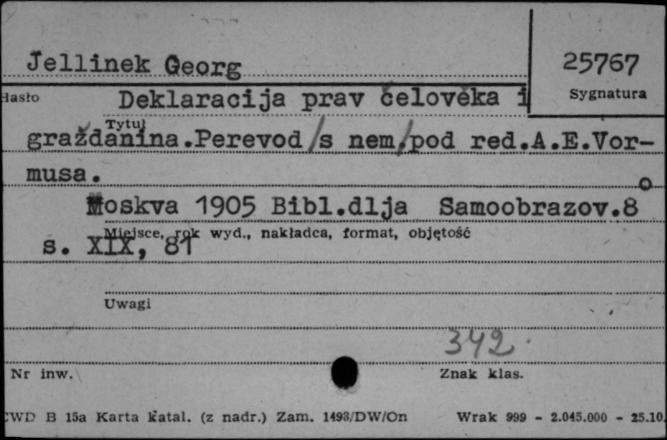 Jellinek Georg
25767
Hasło
Sygnatura
Deklaracija prav čelověka i
Tytuł
graždanina.Perevod /s nem./pod red.A.E.Vor-
musa.
Moskva 1905 Bibl.dlja Samoobrazov.8°
Miejsce, rok wyd., nakładca, format, objętość
s. XIX, 81
Uwagi
342.
Nr inw.
Znak klas.
CWD B 15a Karta katal. (z nadr.) Zam. 1493/DW/On Wrak 999 - 2.045.000 - 25.10.